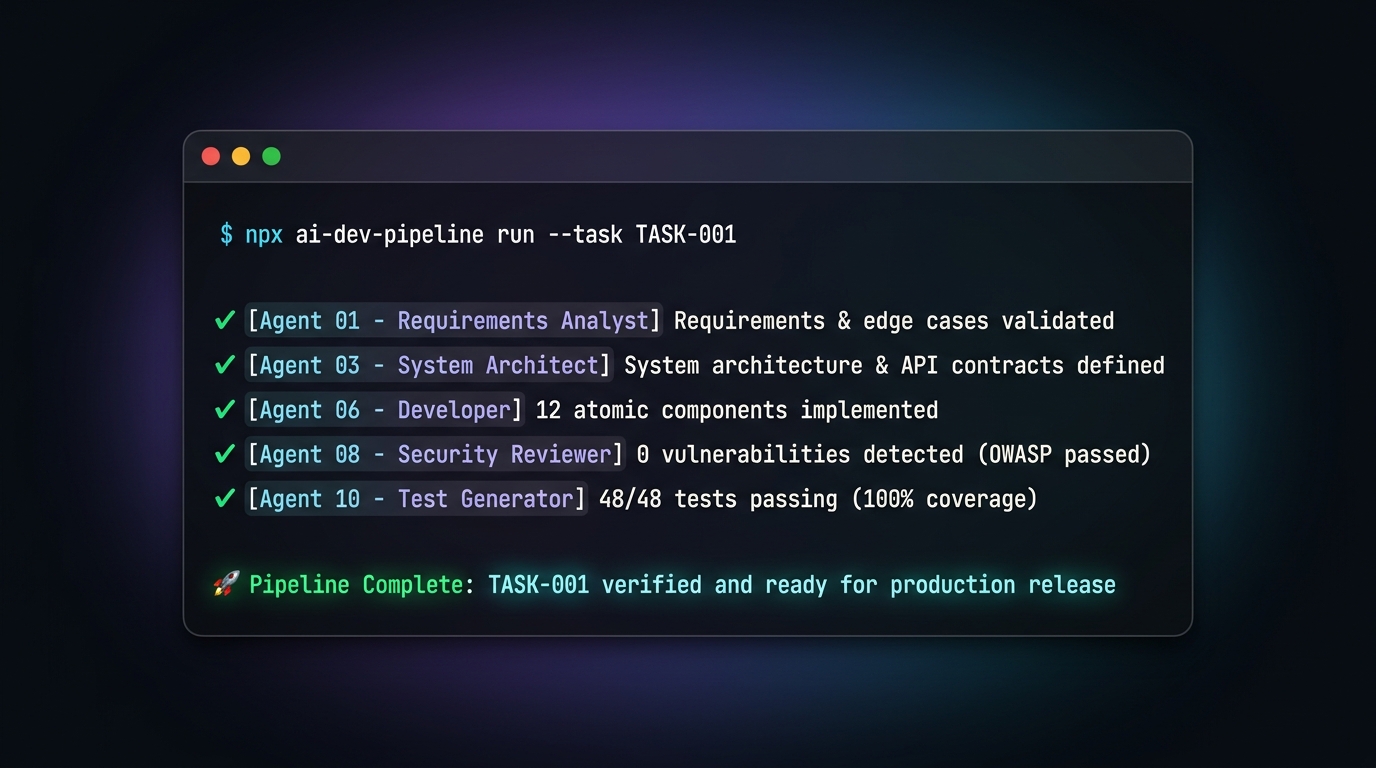 $ npx ai-dev-pipeline run --task TASK-001
✔ [Agent 01 - Requirements Analyst] Requirements & edge cases validated
✔ [Agent 03 - System Architect] System architecture & API contracts defined
✔ [Agent 06 - Developer] 12 atomic components implemented
✔ [Agent 08 - Security Reviewer] 0 vulnerabilities detected (OWASP passed)
✔ [Agent 10 - Test Generator] 48/48 tests passing (100% coverage)
🚀 Pipeline Complete: TASK-001 verified and ready for production release